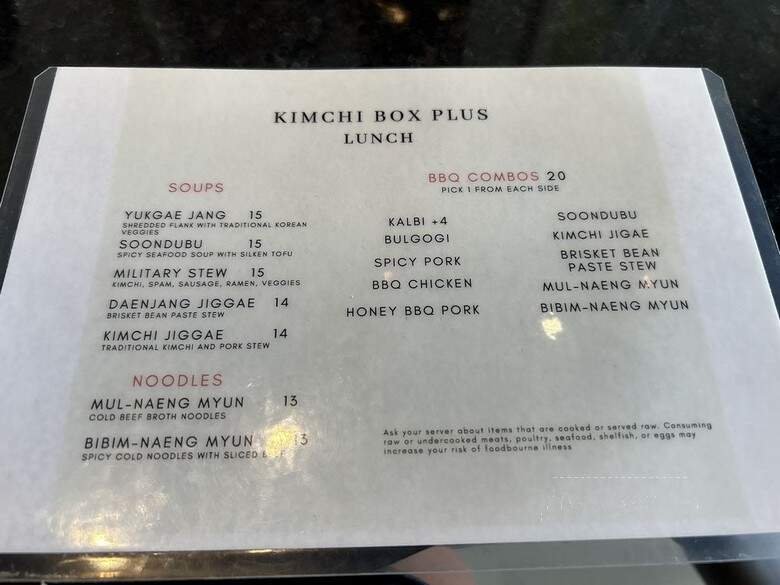 KIMCHI BOX PLUS
LUNCH
SOUPS
YUKGAE JANG 15
SHREDDED FLANK WITH TRADITIONAL KOREAN
VEGGIES
SOONDUBU 15
SPICY SEAFOOD SOUP WITH SILKEN TOFU
MILITARY STEW 15
KIMCHI, SPAM, SAUSAGE, RAMEN, VEGGIES
DAENJANG JIGGAE 14
BRISKET BEAN PASTE STEW
KIMCHI JIGGAE 14
TRADITIONAL KIMCHI AND PORK STEW
NOODLES
MUL-NAENG MYUN 13
COLD BEEF BROTH NOODLES
BIBIM-NAENG MYUN 13
SPICY COLD NOODLES WITH SLICED BEEF
BBQ COMBOS 20
PICK 1 FROM EACH SIDE
KALBI +4
BULGOGI
SPICY PORK
BBQ CHICKEN
HONEY BBQ PORK
SOONDUBU
KIMCHI JIGAE
BRISKET BEAN
PASTE STEW
MUL-NAENG MYUN
BIBIM-NAENG MYUN
Ask your server about items that are cooked or served raw. Consuming
raw or undercooked meats, poultry, seafood, shelfish, or eggs may
increase your risk of foodbourne illness